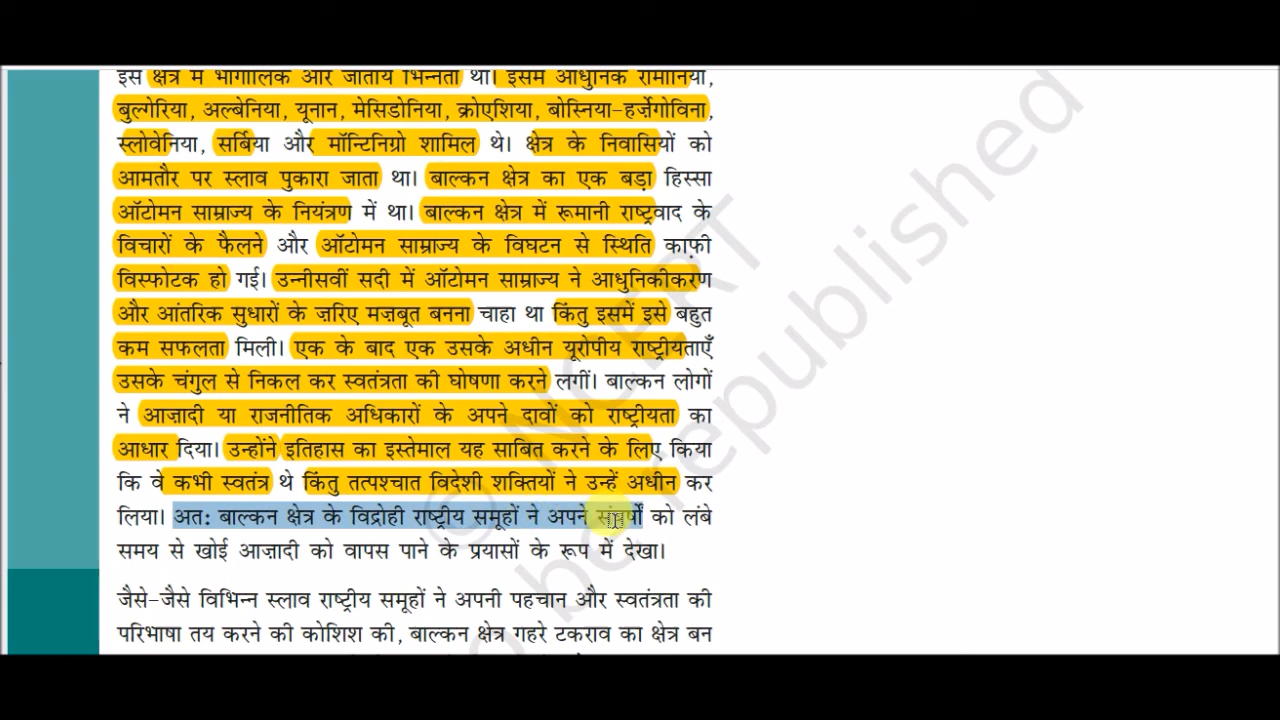 इस क्षेत्र में भौगोलिक और जातीय भिन्नता थी। इसमें आधुनिक रोमानिया,
बुल्गेरिया, अल्बेनिया, यूनान, मेसिडोनिया, क्रोएशिया, बोस्निया-हर्ज़ेगोविना,
स्लोवेनिया, सर्बिया और मॉन्टिनिग्रो शामिल थे। क्षेत्र के निवासियों को
आमतौर पर स्लाव पुकारा जाता था। बाल्कन क्षेत्र का एक बड़ा हिस्सा
ऑटोमन साम्राज्य के नियंत्रण में था। बाल्कन क्षेत्र में रूमानी राष्ट्रवाद के
विचारों के फैलने और ऑटोमन साम्राज्य के विघटन से स्थिति काफ़ी
विस्फोटक हो गई। उन्नीसवीं सदी में ऑटोमन साम्राज्य ने आधुनिकीकरण
और आंतरिक सुधारों के ज़रिए मज़बूत बनना चाहा था किंतु इसमें इसे बहुत
कम सफलता मिली। एक के बाद एक उसके अधीन यूरोपीय राष्ट्रीयताएँ
उसके चंगुल से निकल कर स्वतंत्रता की घोषणा करने लगीं। बाल्कन लोगों
ने आज़ादी या राजनीतिक अधिकारों के अपने दावों को राष्ट्रीयता का
आधार दिया। उन्होंने इतिहास का इस्तेमाल यह साबित करने के लिए किया
कि वे कभी स्वतंत्र थे किंतु तत्पश्चात विदेशी शक्तियों ने उन्हें अधीन कर
लिया। अत: बाल्कन क्षेत्र के विद्रोही राष्ट्रीय समूहों ने अपने संघर्षों को लंबे
समय से खोई आज़ादी को वापस पाने के प्रयासों के रूप में देखा।
जैसे-जैसे विभिन्न स्लाव राष्ट्रीय समूहों ने अपनी पहचान और स्वतंत्रता की
परिभाषा तय करने की कोशिश की, बाल्कन क्षेत्र गहरे टकराव का क्षेत्र बन
© NCERT
be republished